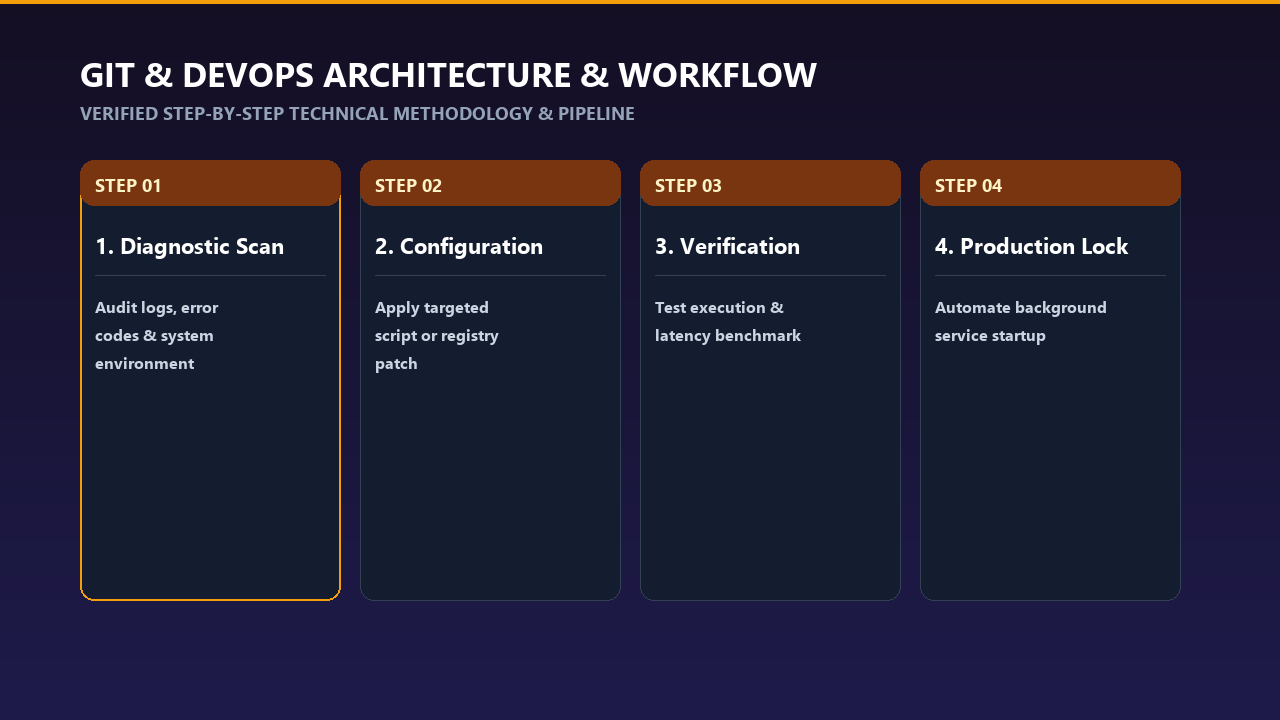 GIT & DEVOPS ARCHITECTURE & WORKFLOW
VERIFIED STEP-BY-STEP TECHNICAL METHODOLOGY & PIPELINE
STEP 01
1. Diagnostic Scan
Audit logs, error
codes & system
environment
STEP 02
2. Configuration
Apply targeted
script or registry
patch
STEP 03
3. Verification
Test execution &
latency benchmark
STEP 04
4. Production Lock
Automate background
service startup